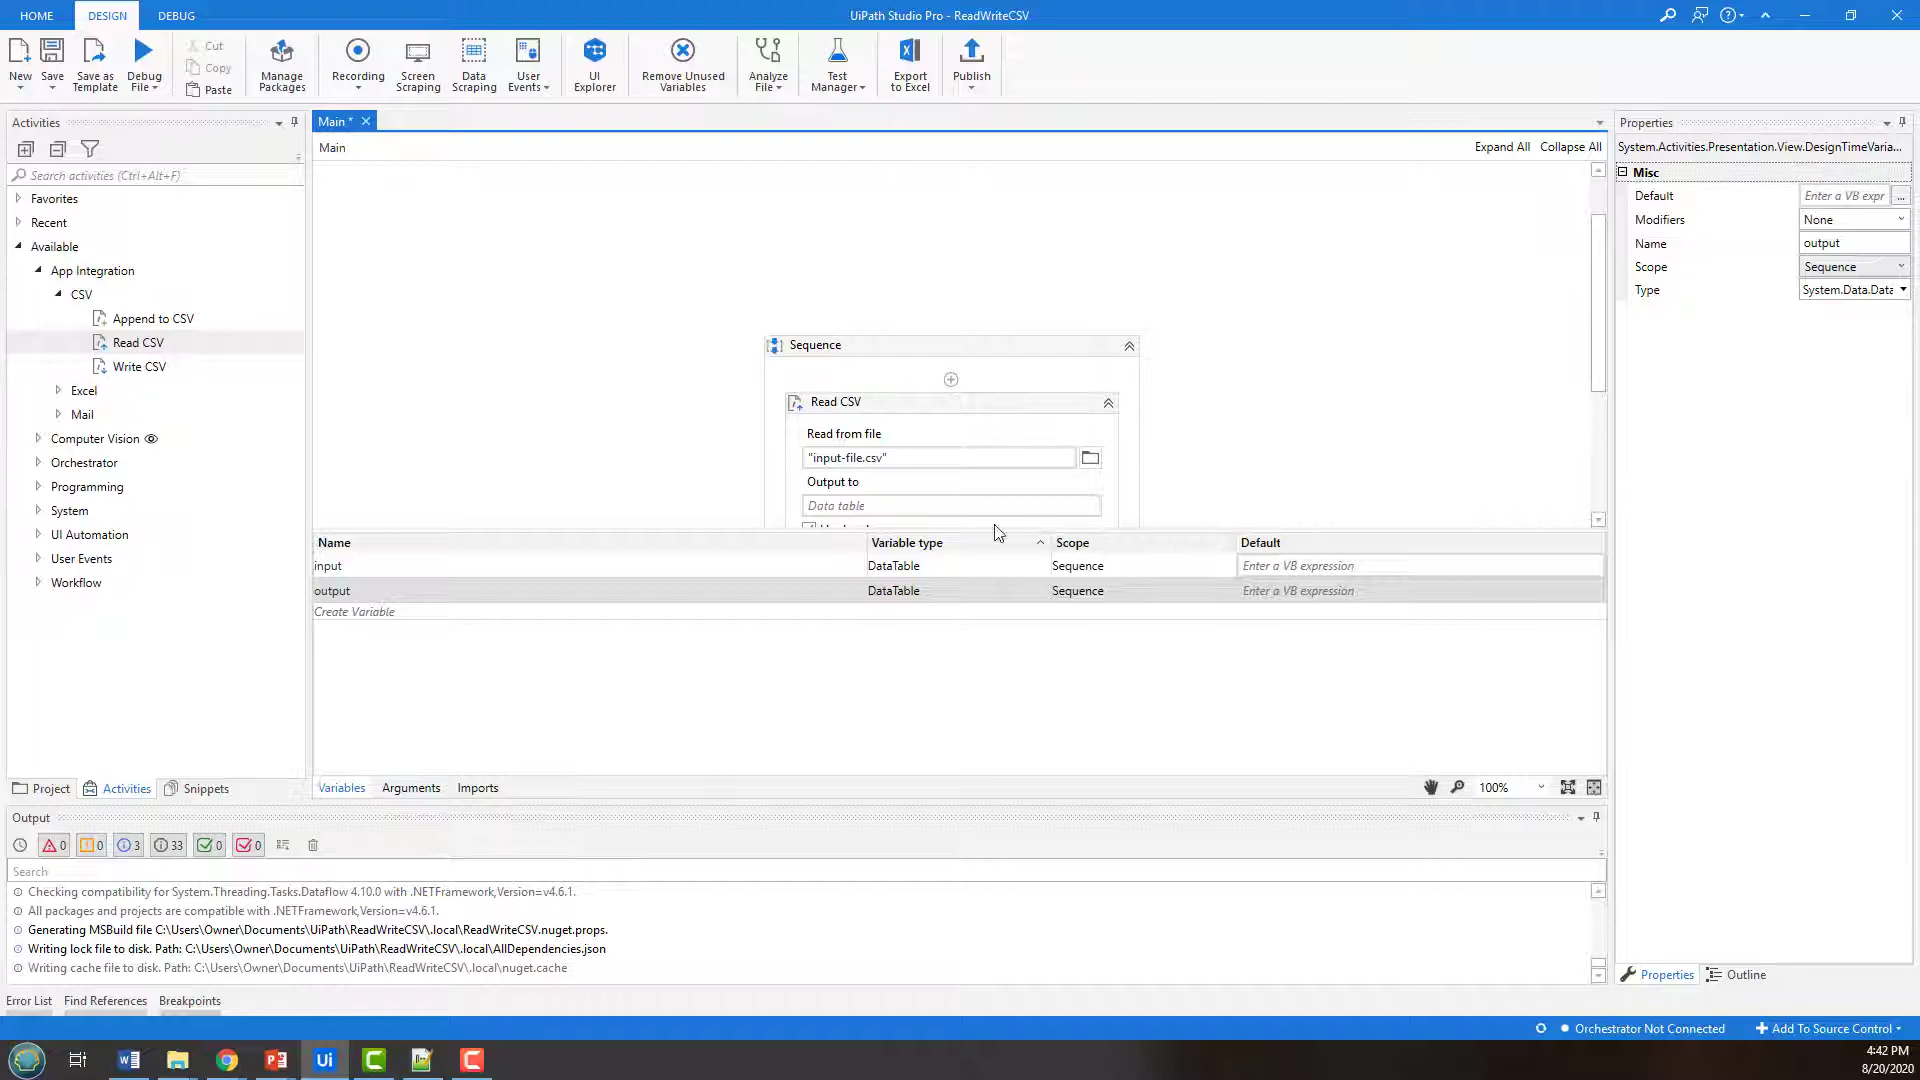 HOME DESIGN DEBUG
UiPath Studio Pro - ReadWriteCSV
New Save Save as Template Debug File Cut Copy Paste Manage Packages Recording Screen Scraping Data Scraping User Events UI Explorer Remove Unused Variables Analyze File Test Manager Export to Excel Publish
Activities
Search activities (Ctrl+Alt+F)
Favorites
Recent
Available
App Integration
CSV
Append to CSV
Read CSV
Write CSV
Excel
Mail
Computer Vision
Orchestrator
Programming
System
UI Automation
User Events
Workflow
Project Activities Snippets
Main *
Main Expand All Collapse All
Sequence
Read CSV
Read from file
"input-file.csv"
Output to
Data table
Name Variable type Scope Default
input DataTable Sequence Enter a VB expression
output DataTable Sequence Enter a VB expression
Create Variable
Variables Arguments Imports 100%
Properties
System.Activities.Presentation.View.DesignTimeVaria...
Misc
Default Enter a VB expr ...
Modifiers None
Name output
Scope Sequence
Type System.Data.Data
Properties Outline
Output
0 0 3 33 0 0
Search
Checking compatibility for System.Threading.Tasks.Dataflow 4.10.0 with .NETFramework,Version=v4.6.1.
All packages and projects are compatible with .NETFramework,Version=v4.6.1.
Generating MSBuild file C:\Users\Owner\Documents\UiPath\ReadWriteCSV\.local\ReadWriteCSV.nuget.props.
Writing lock file to disk. Path: C:\Users\Owner\Documents\UiPath\ReadWriteCSV\.local\AllDependencies.json
Writing cache file to disk. Path: C:\Users\Owner\Documents\UiPath\ReadWriteCSV\.local\nuget.cache
Error List Find References Breakpoints
Orchestrator Not Connected Add To Source Control
Ui
4:42 PM
8/20/2020